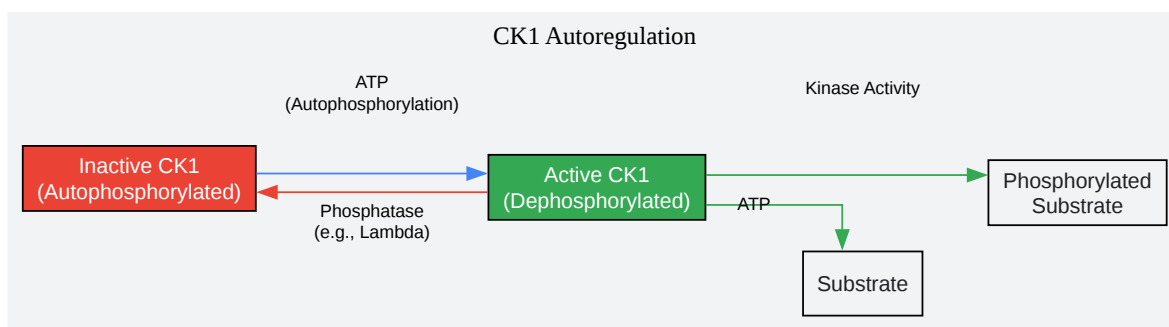 CK1 Autoregulation
ATP
(Autophosphorylation)
Kinase Activity
Inactive CK1
(Autophosphorylated)
Active CK1
(Dephosphorylated)
Phosphorylated
Substrate
Phosphatase
(e.g., Lambda)
ATP
Substrate